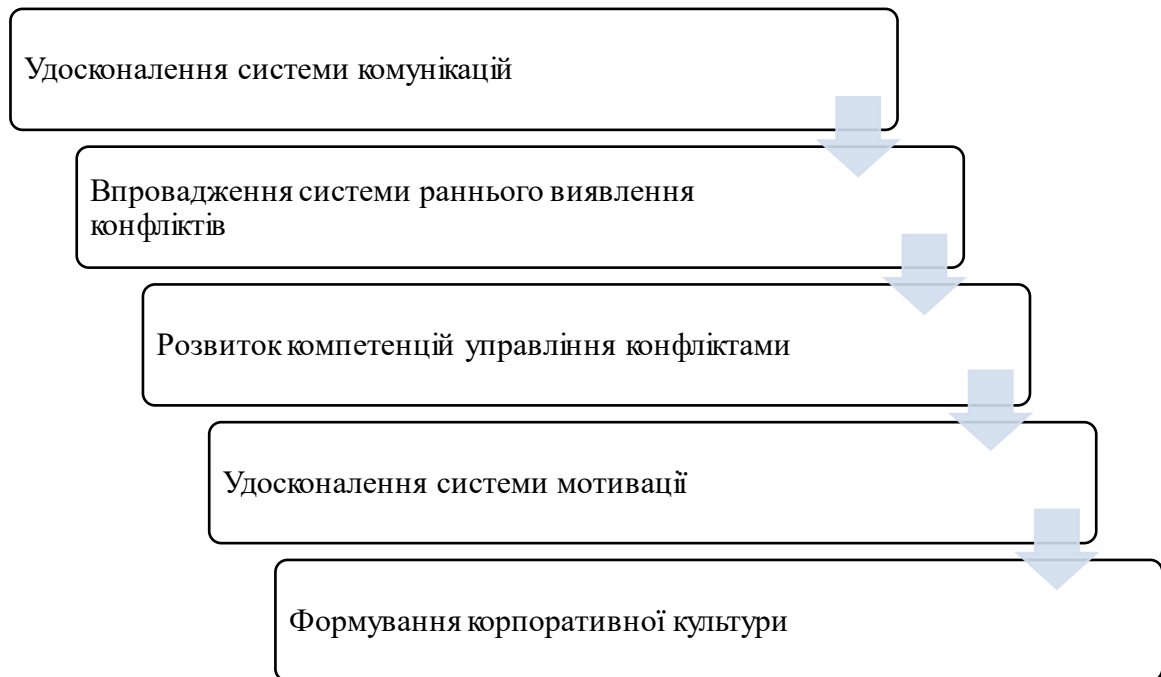 Удосконалення системи комунікацій
Впровадження системи раннього виявлення
конфліктів
Розвиток компетенцій управління конфліктами
Удосконалення системи мотивації
Формування корпоративної культури